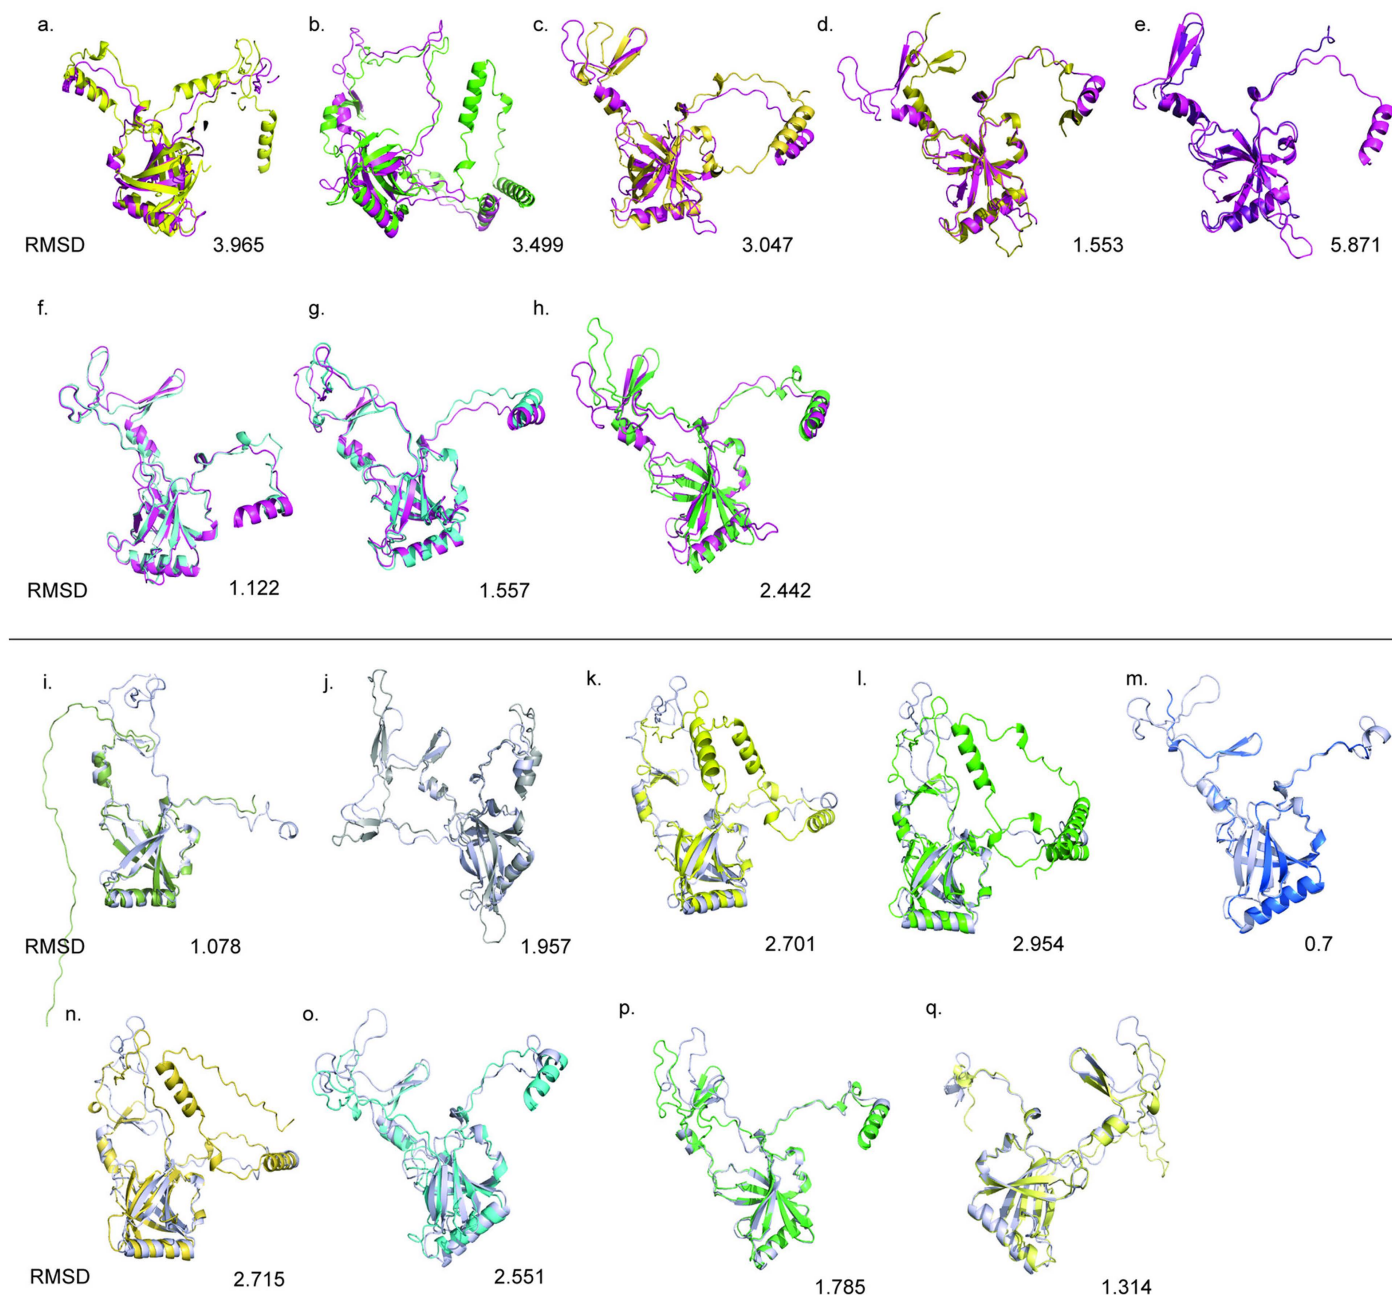 a. b. c. d. e.
RMSD 3.965 3.499 3.047 1.553 5.871
f. g. h.
RMSD 1.122 1.557 2.442
i. j. k. l. m.
RMSD 1.078 1.957 2.701 2.954 0.7
n. o. p. q.
RMSD 2.715 2.551 1.785 1.314